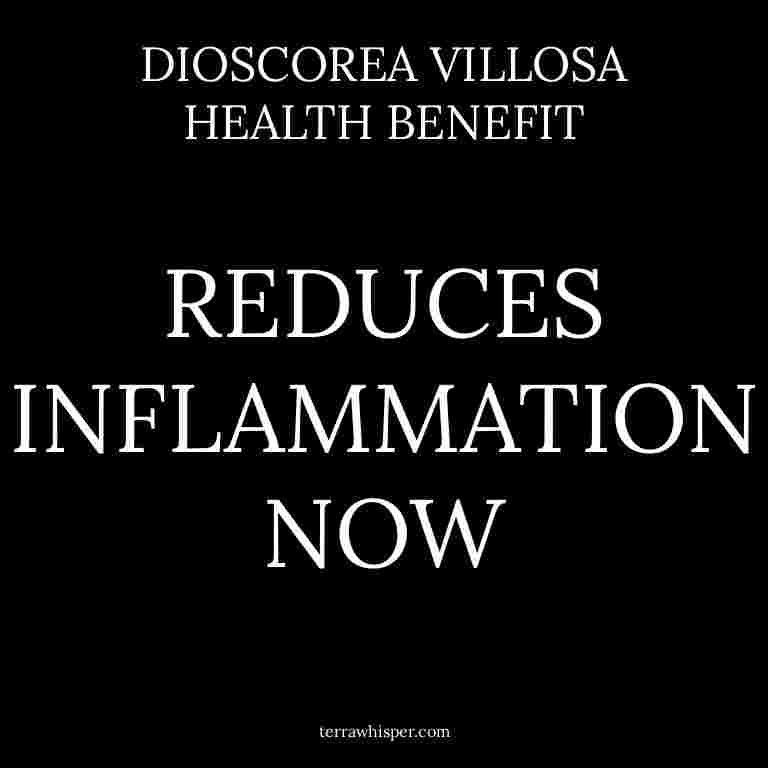 DIOSCOREA VILLOSA
HEALTH BENEFIT
REDUCES
INFLAMMATION
NOW
terrawhisper.com